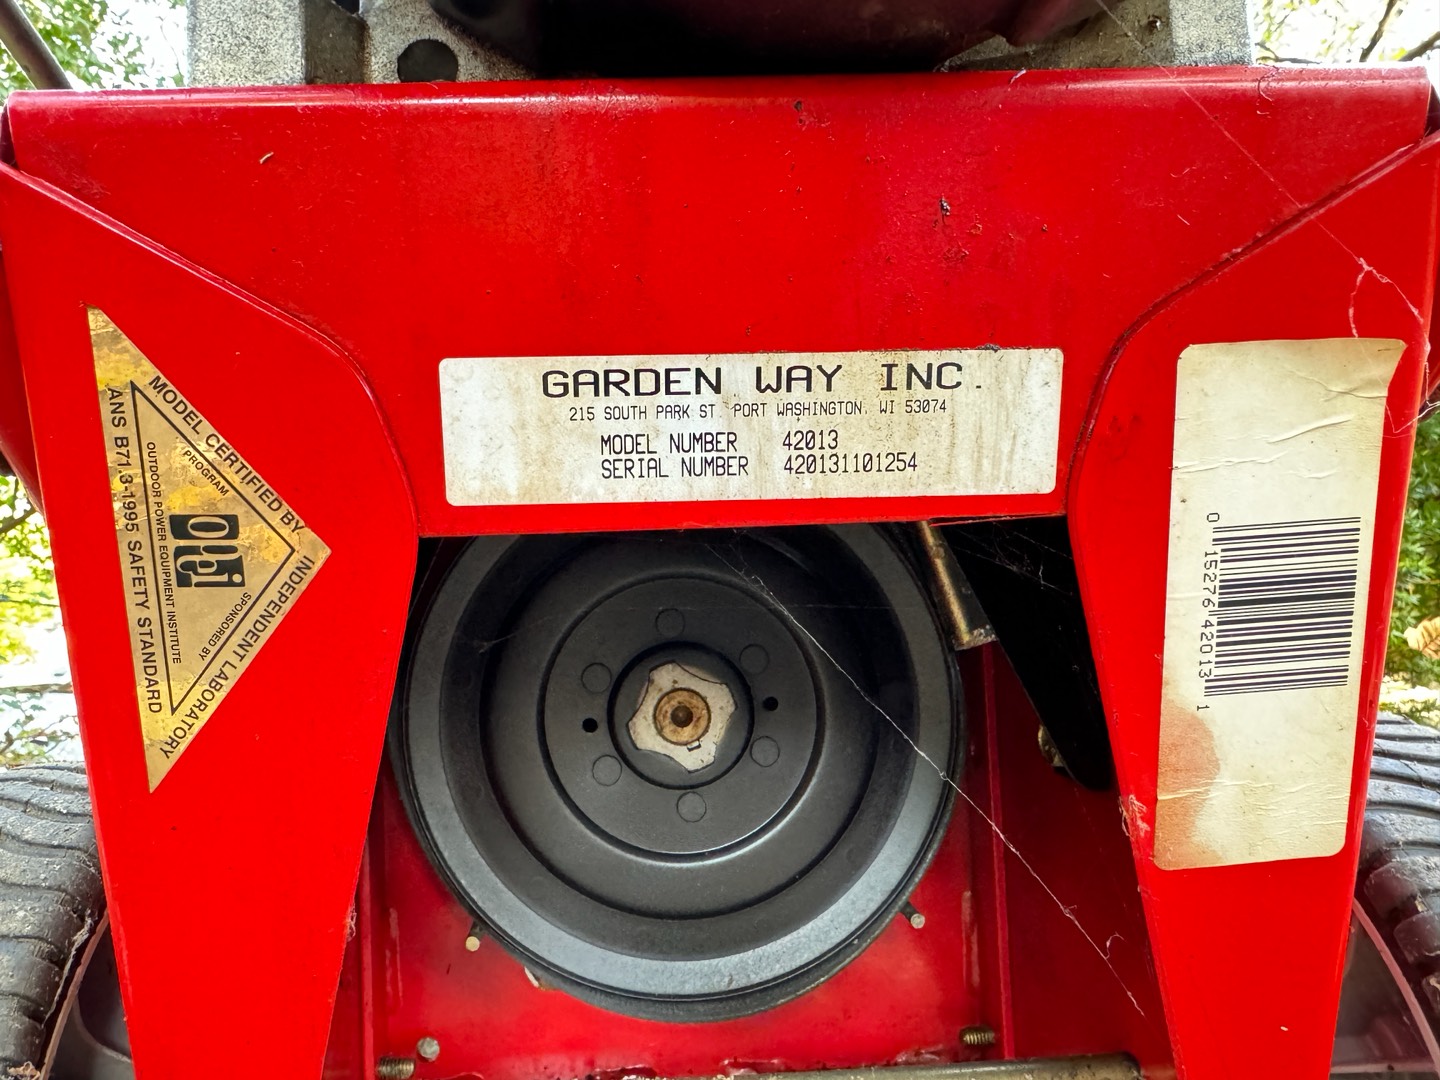 MODEL CERTIFIED BY
INDEPENDENT LABORATORY
ANS B71.3-1995 SAFETY STANDARD
PROGRAM
SPONSORED BY
OUTDOOR POWER EQUIPMENT INSTITUTE
OPEI
GARDEN WAY INC.
215 SOUTH PARK ST. PORT WASHINGTON, WI 53074
MODEL NUMBER 42013
SERIAL NUMBER 420131101254
0 15276 42013 1